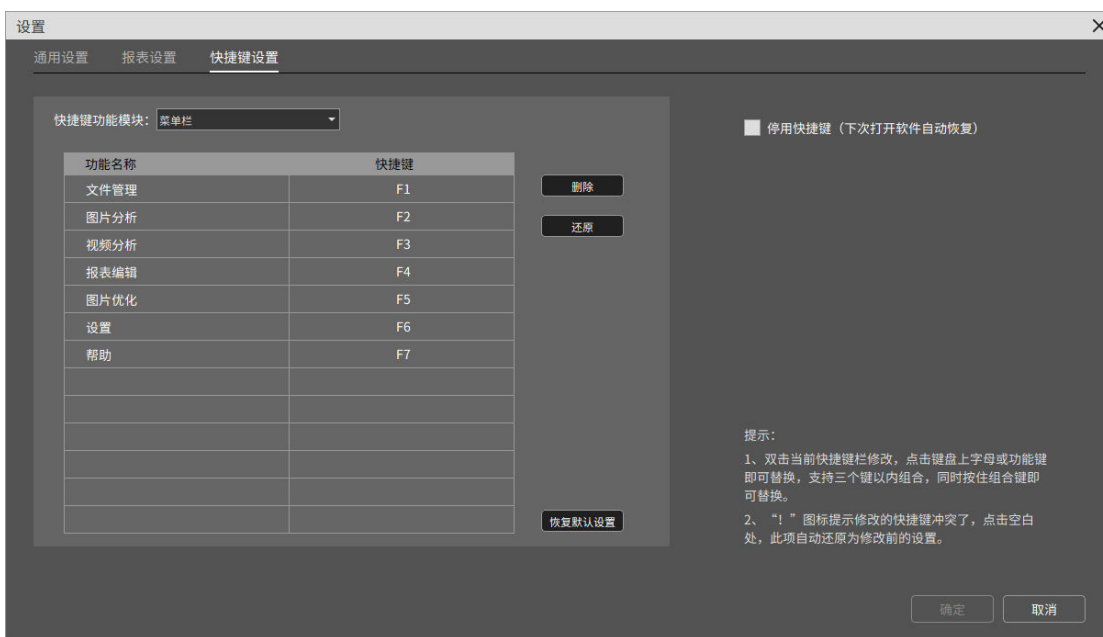 设置
通用设置 报表设置 快捷键设置
快捷键功能模块： 菜单栏
停用快捷键（下次打开软件自动恢复）
功能名称 快捷键
文件管理 F1
删除
图片分析 F2
还原
视频分析 F3
报表编辑 F4
图片优化 F5
设置 F6
帮助 F7
恢复默认设置
提示：
1、双击当前快捷键栏修改，点击键盘上字母或功能键
即可替换，支持三个键以内组合，同时按住组合键即
可替换。
2、“！”图标提示修改的快捷键冲突了，点击空白
处，此项自动还原为修改前的设置。
确定 取消